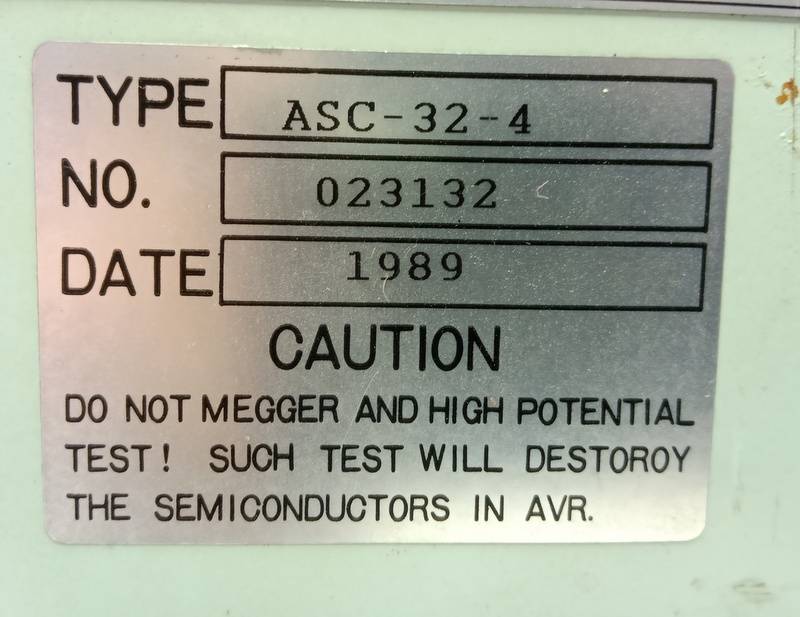 TYPE ASC-32-4
NO. 023132
DATE 1989
CAUTION
DO NOT MEGGER AND HIGH POTENTIAL
TEST! SUCH TEST WILL DESTOROY
THE SEMICONDUCTORS IN AVR.